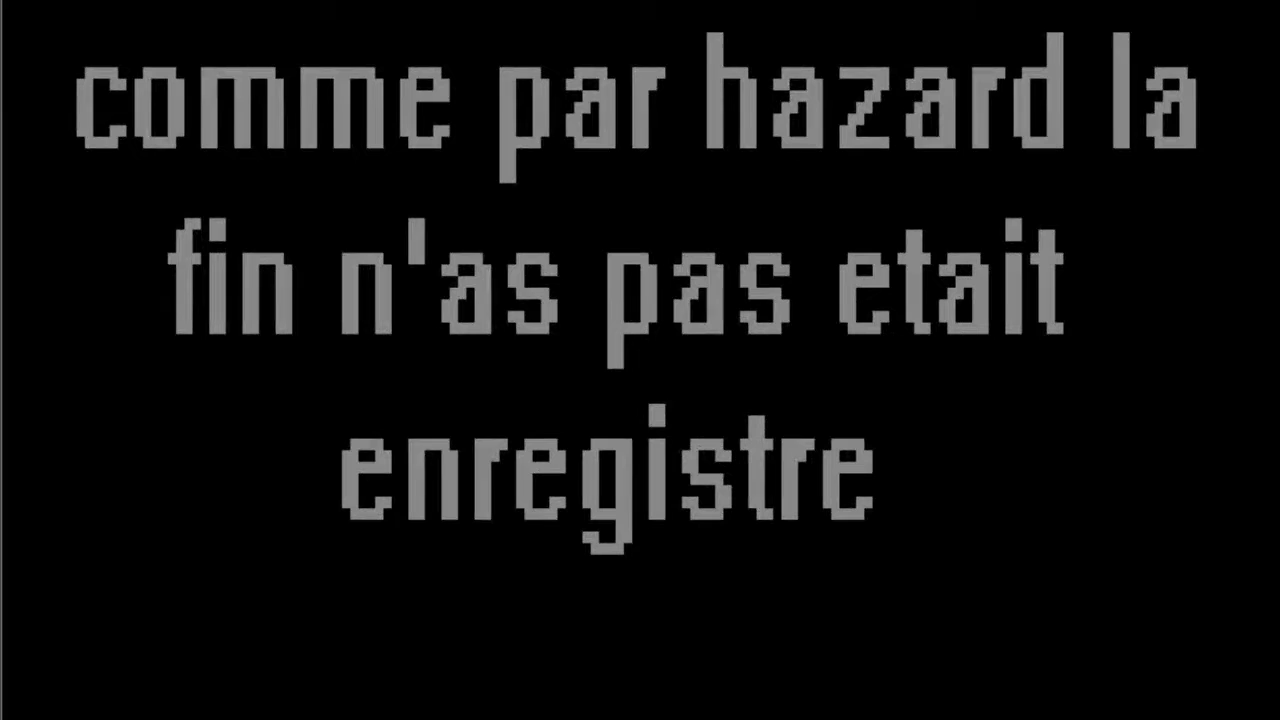 comme par hazard la
fin n'as pas etait
enregistre